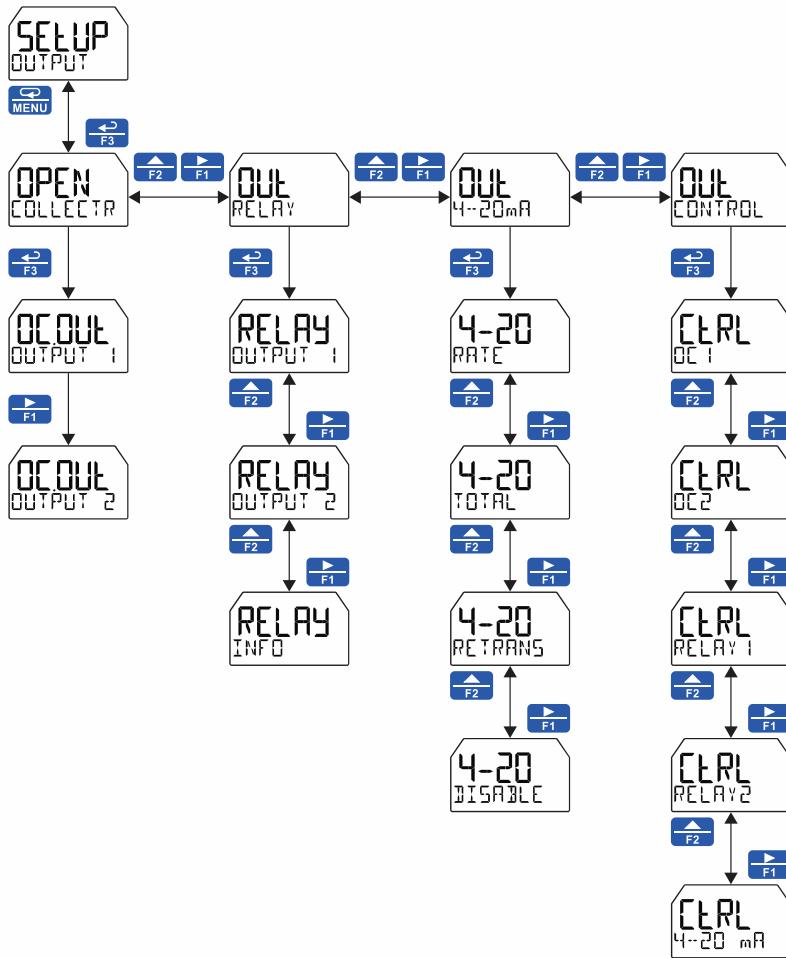 SEtUP
OUTPUT
MENU
F3
F2 F1 F2 F1 F2 F1
OPEN OUt OUt OUt
COLLECTR RELAY 4-20mA CONTROL
F3 F3 F3 F3
OC.OUt RELAY 4-20 CtRL
OUTPUT 1 OUTPUT 1 RATE OC1
F1 F2 F2 F2
F1 F1 F1
OC.OUt RELAY 4-20 CtRL
OUTPUT 2 OUTPUT 2 TOTAL OC2
F2 F2 F2
F1 F1 F1
RELAY 4-20 CtRL
INFO RETRANS RELAY1
F2 F2
F1 F1
4-20 CtRL
DISABLE RELAY2
F2
F1
CtRL
4-20 mA